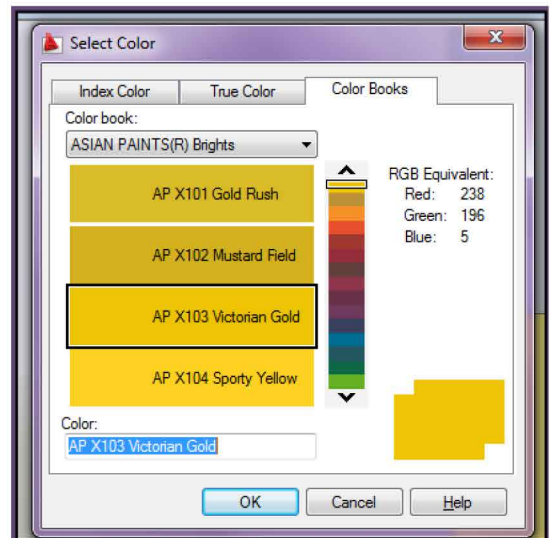 Select Color
Index Color
True Color
Color Books
Color book:
ASIAN PAINTS(R) Brights
AP X101 Gold Rush
AP X102 Mustard Field
AP X103 Victorian Gold
AP X104 Sporty Yellow
RGB Equivalent:
Red: 238
Green: 196
Blue: 5
Color:
AP X103 Victorian Gold
OK
Cancel
Help